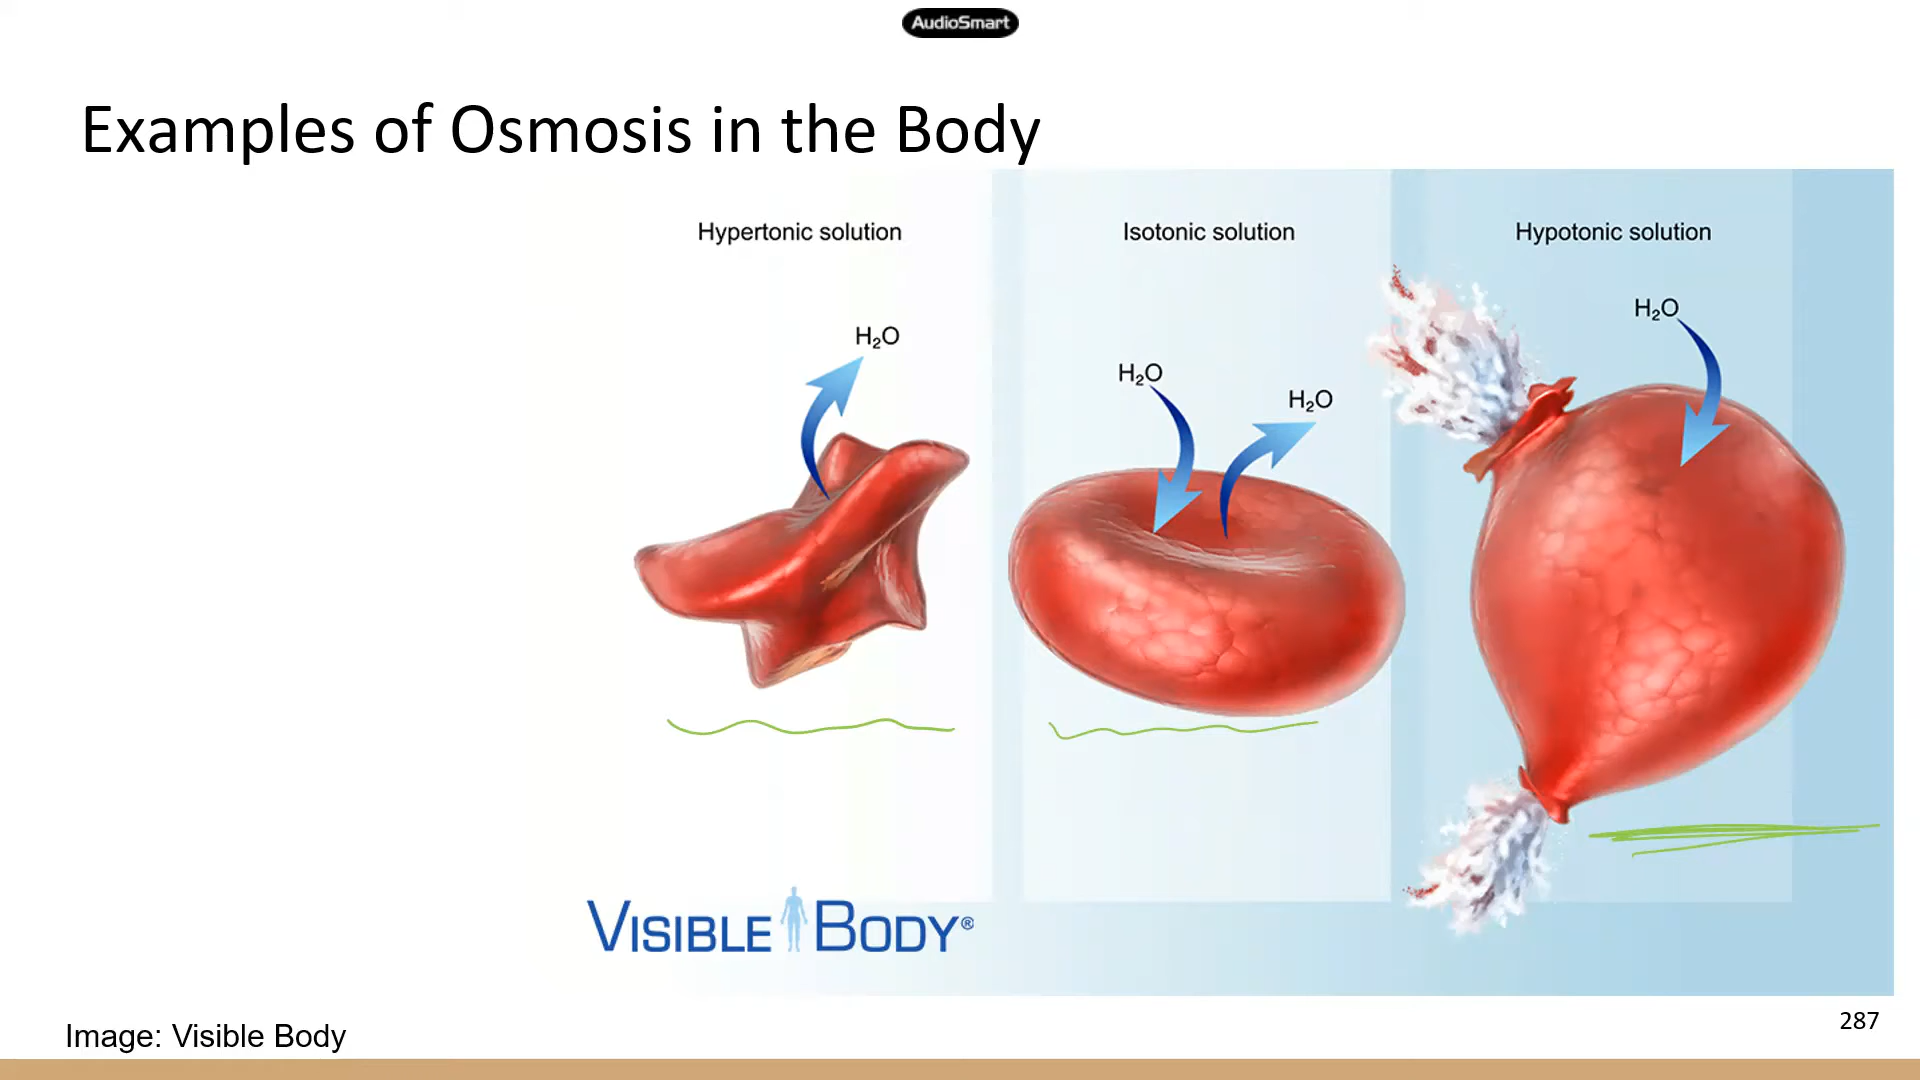 AudioSmart
Examples of Osmosis in the Body
Hypertonic solution
Isotonic solution
Hypotonic solution
H₂O
H₂O
H₂O
H₂O
VISIBLE BODY®
Image: Visible Body
287